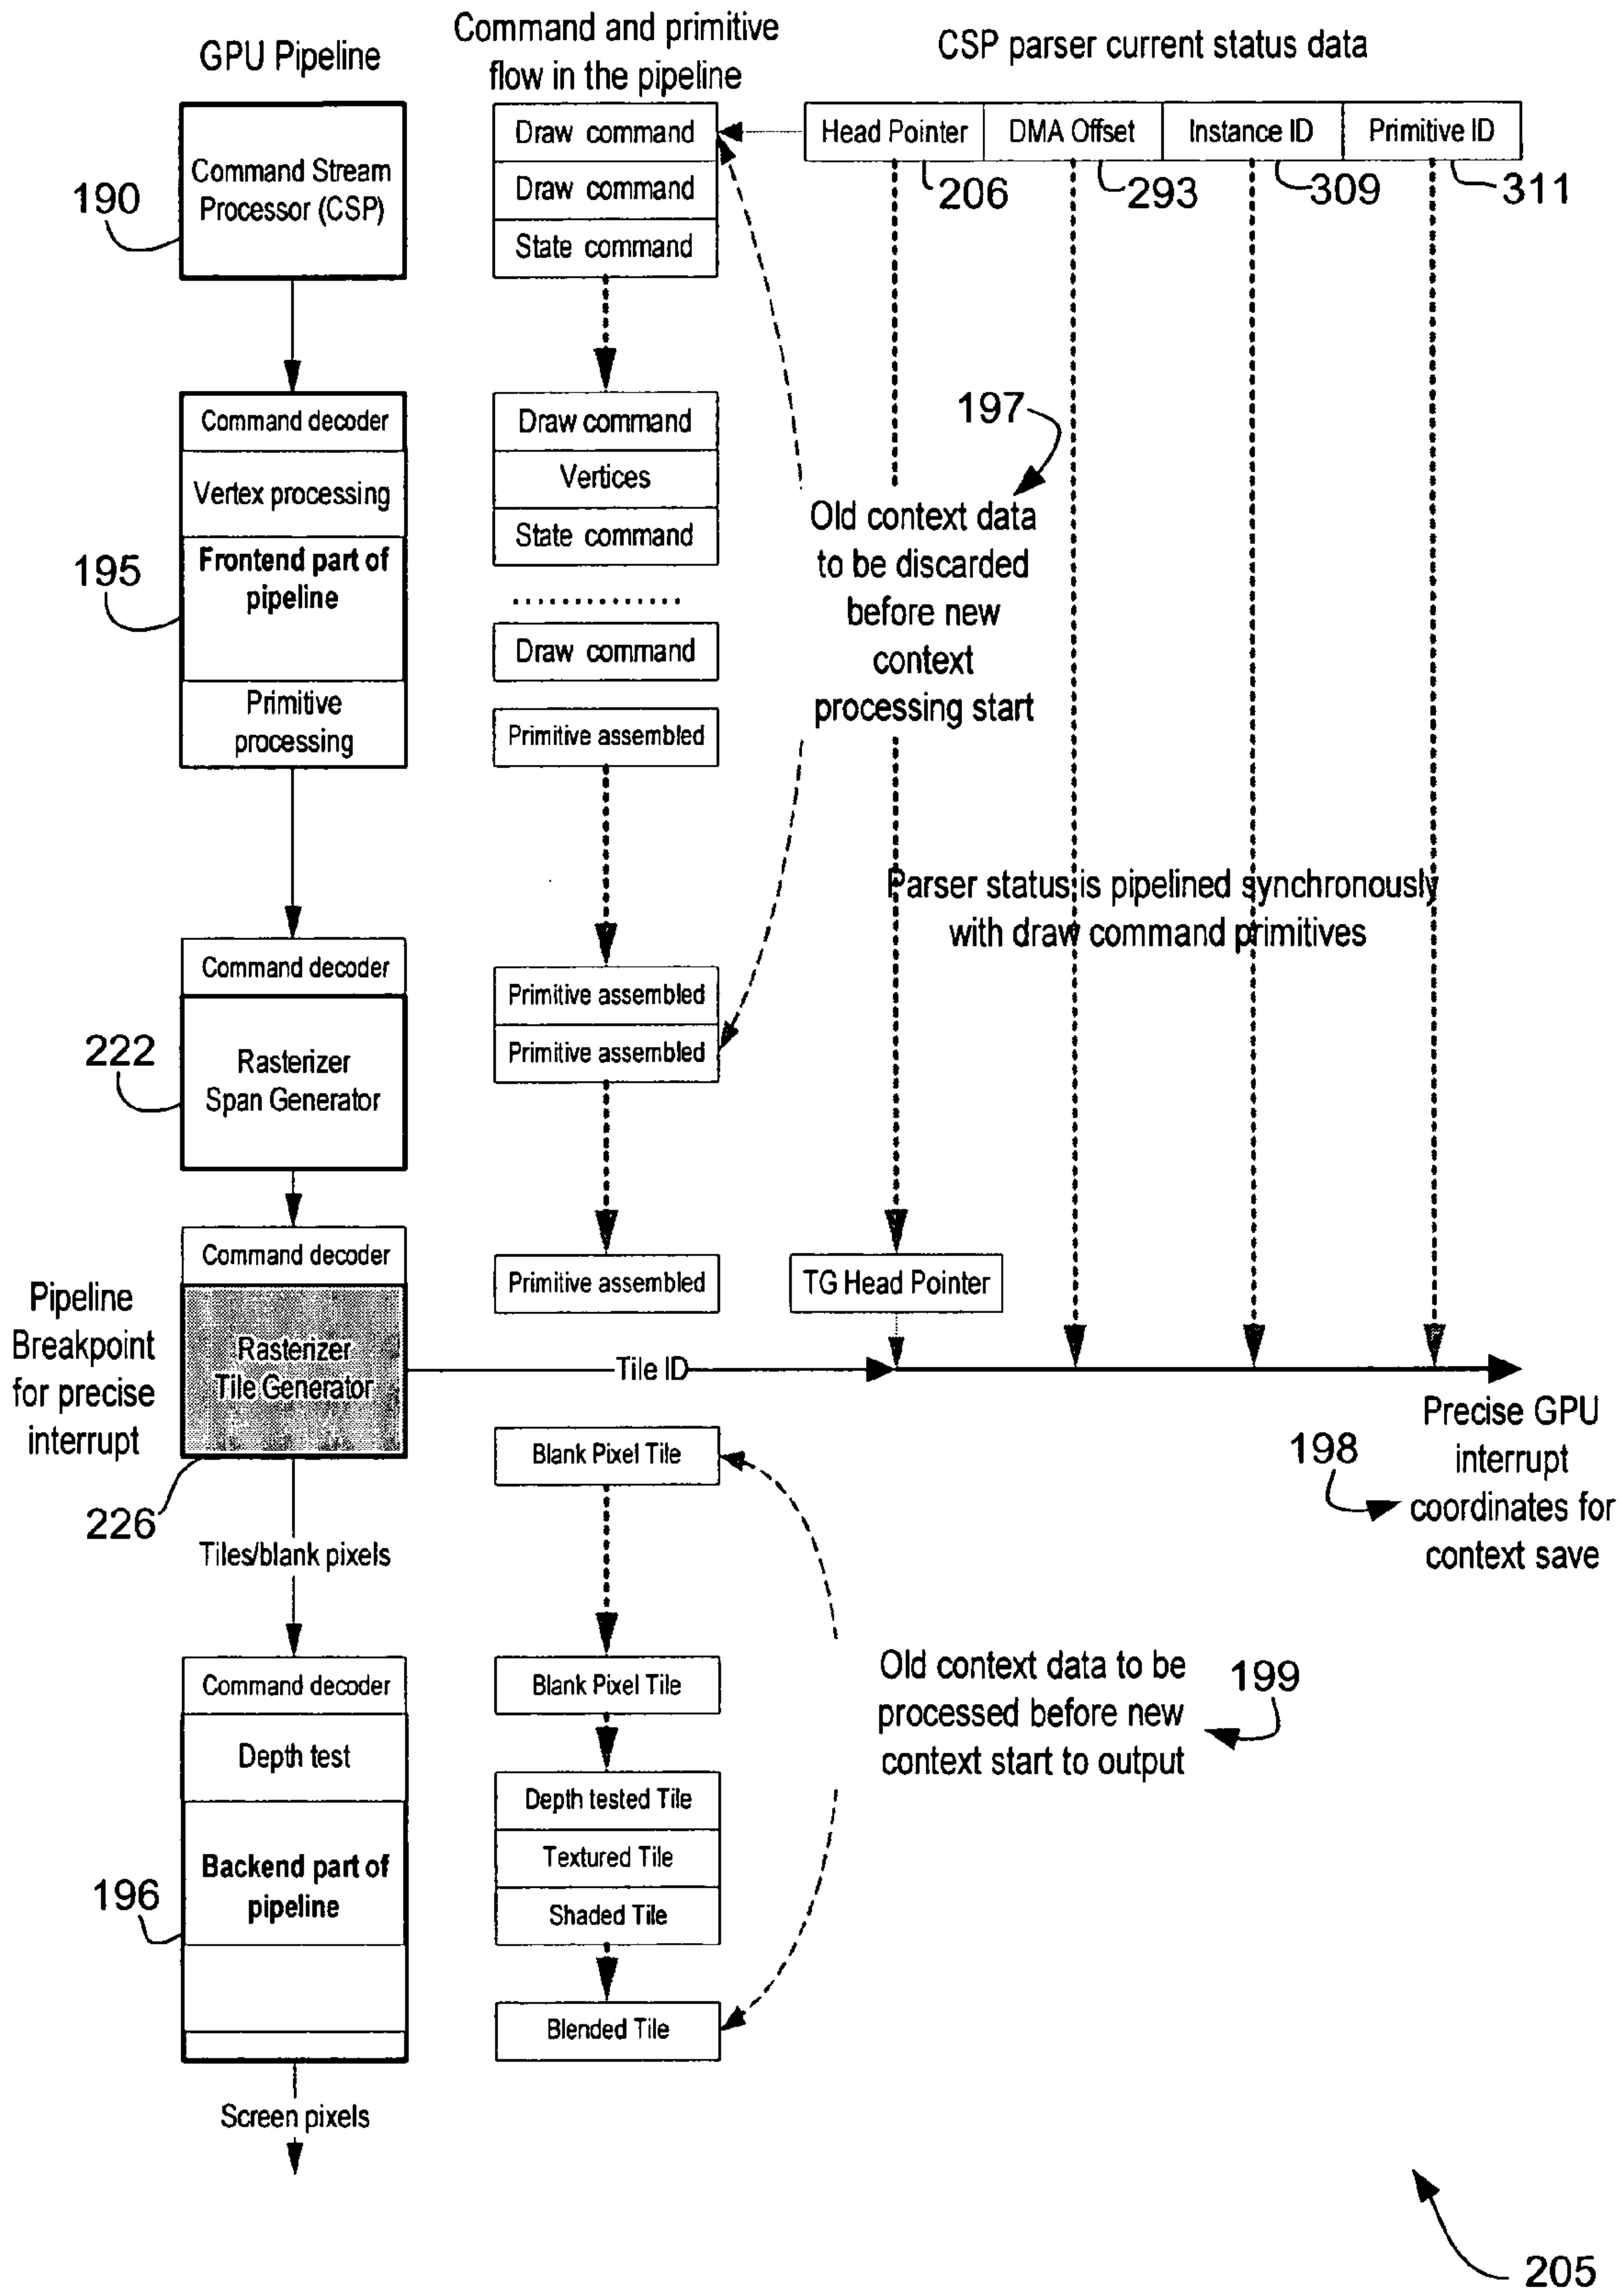 GPU Pipeline
Command and primitive
flow in the pipeline
CSP parser current status data
Command Stream
Processor (CSP)
190
Draw command
Draw command
State command
Head Pointer
DMA Offset
Instance ID
Primitive ID
206
293
309
311
Command decoder
Vertex processing
Frontend part of
pipeline
Primitive
processing
195
Draw command
Vertices
State command
Draw command
Primitive assembled
197
Old context data
to be discarded
before new
context
processing start
Parser status is pipelined synchronously
with draw command primitives
Command decoder
Rasterizer
Span Generator
222
Primitive assembled
Primitive assembled
Command decoder
Rasterizer
Tile Generator
Pipeline
Breakpoint
for precise
interrupt
226
Primitive assembled
TG Head Pointer
Tile ID
Precise GPU
interrupt
coordinates for
context save
198
Blank Pixel Tile
Tiles/blank pixels
Command decoder
Depth test
Backend part of
pipeline
196
Blank Pixel Tile
Depth tested Tile
Textured Tile
Shaded Tile
Blended Tile
Old context data to be
processed before new
context start to output
199
Screen pixels
205